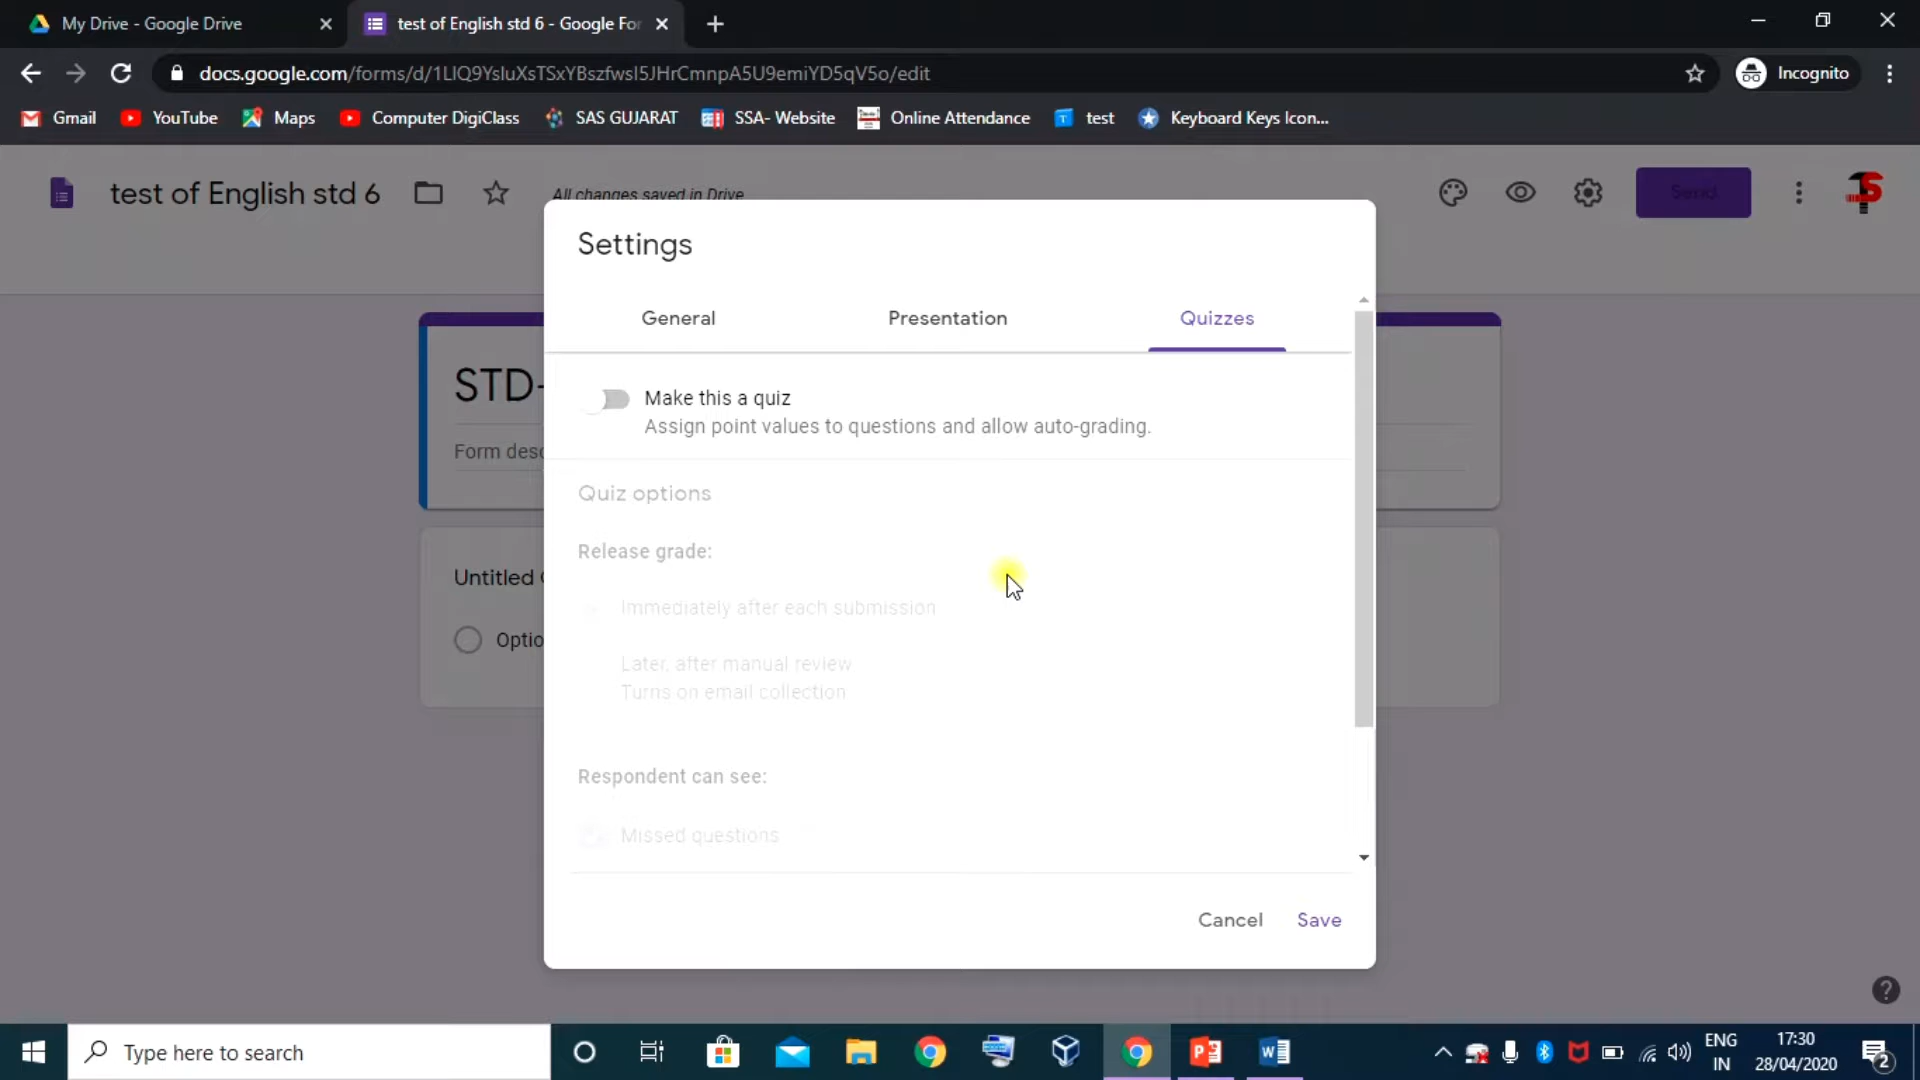 My Drive - Google Drive
test of English std 6 - Google For
docs.google.com/forms/d/1LlQ9YsluXsTSxYBszfwsl5JHrCmnpA5U9emiYD5qV5o/edit
Incognito
Gmail
YouTube
Maps
Computer DigiClass
SAS GUJARAT
SSA- Website
Online Attendance
test
Keyboard Keys Icon...
test of English std 6
All changes saved in Drive
Send
Settings
General
Presentation
Quizzes
STD-
Make this a quiz
Assign point values to questions and allow auto-grading.
Form desc
Quiz options
Release grade:
Untitled
Immediately after each submission
Optio
Later, after manual review
Turns on email collection
Respondent can see:
Missed questions
Cancel
Save
Type here to search
ENG
IN
17:30
28/04/2020
2